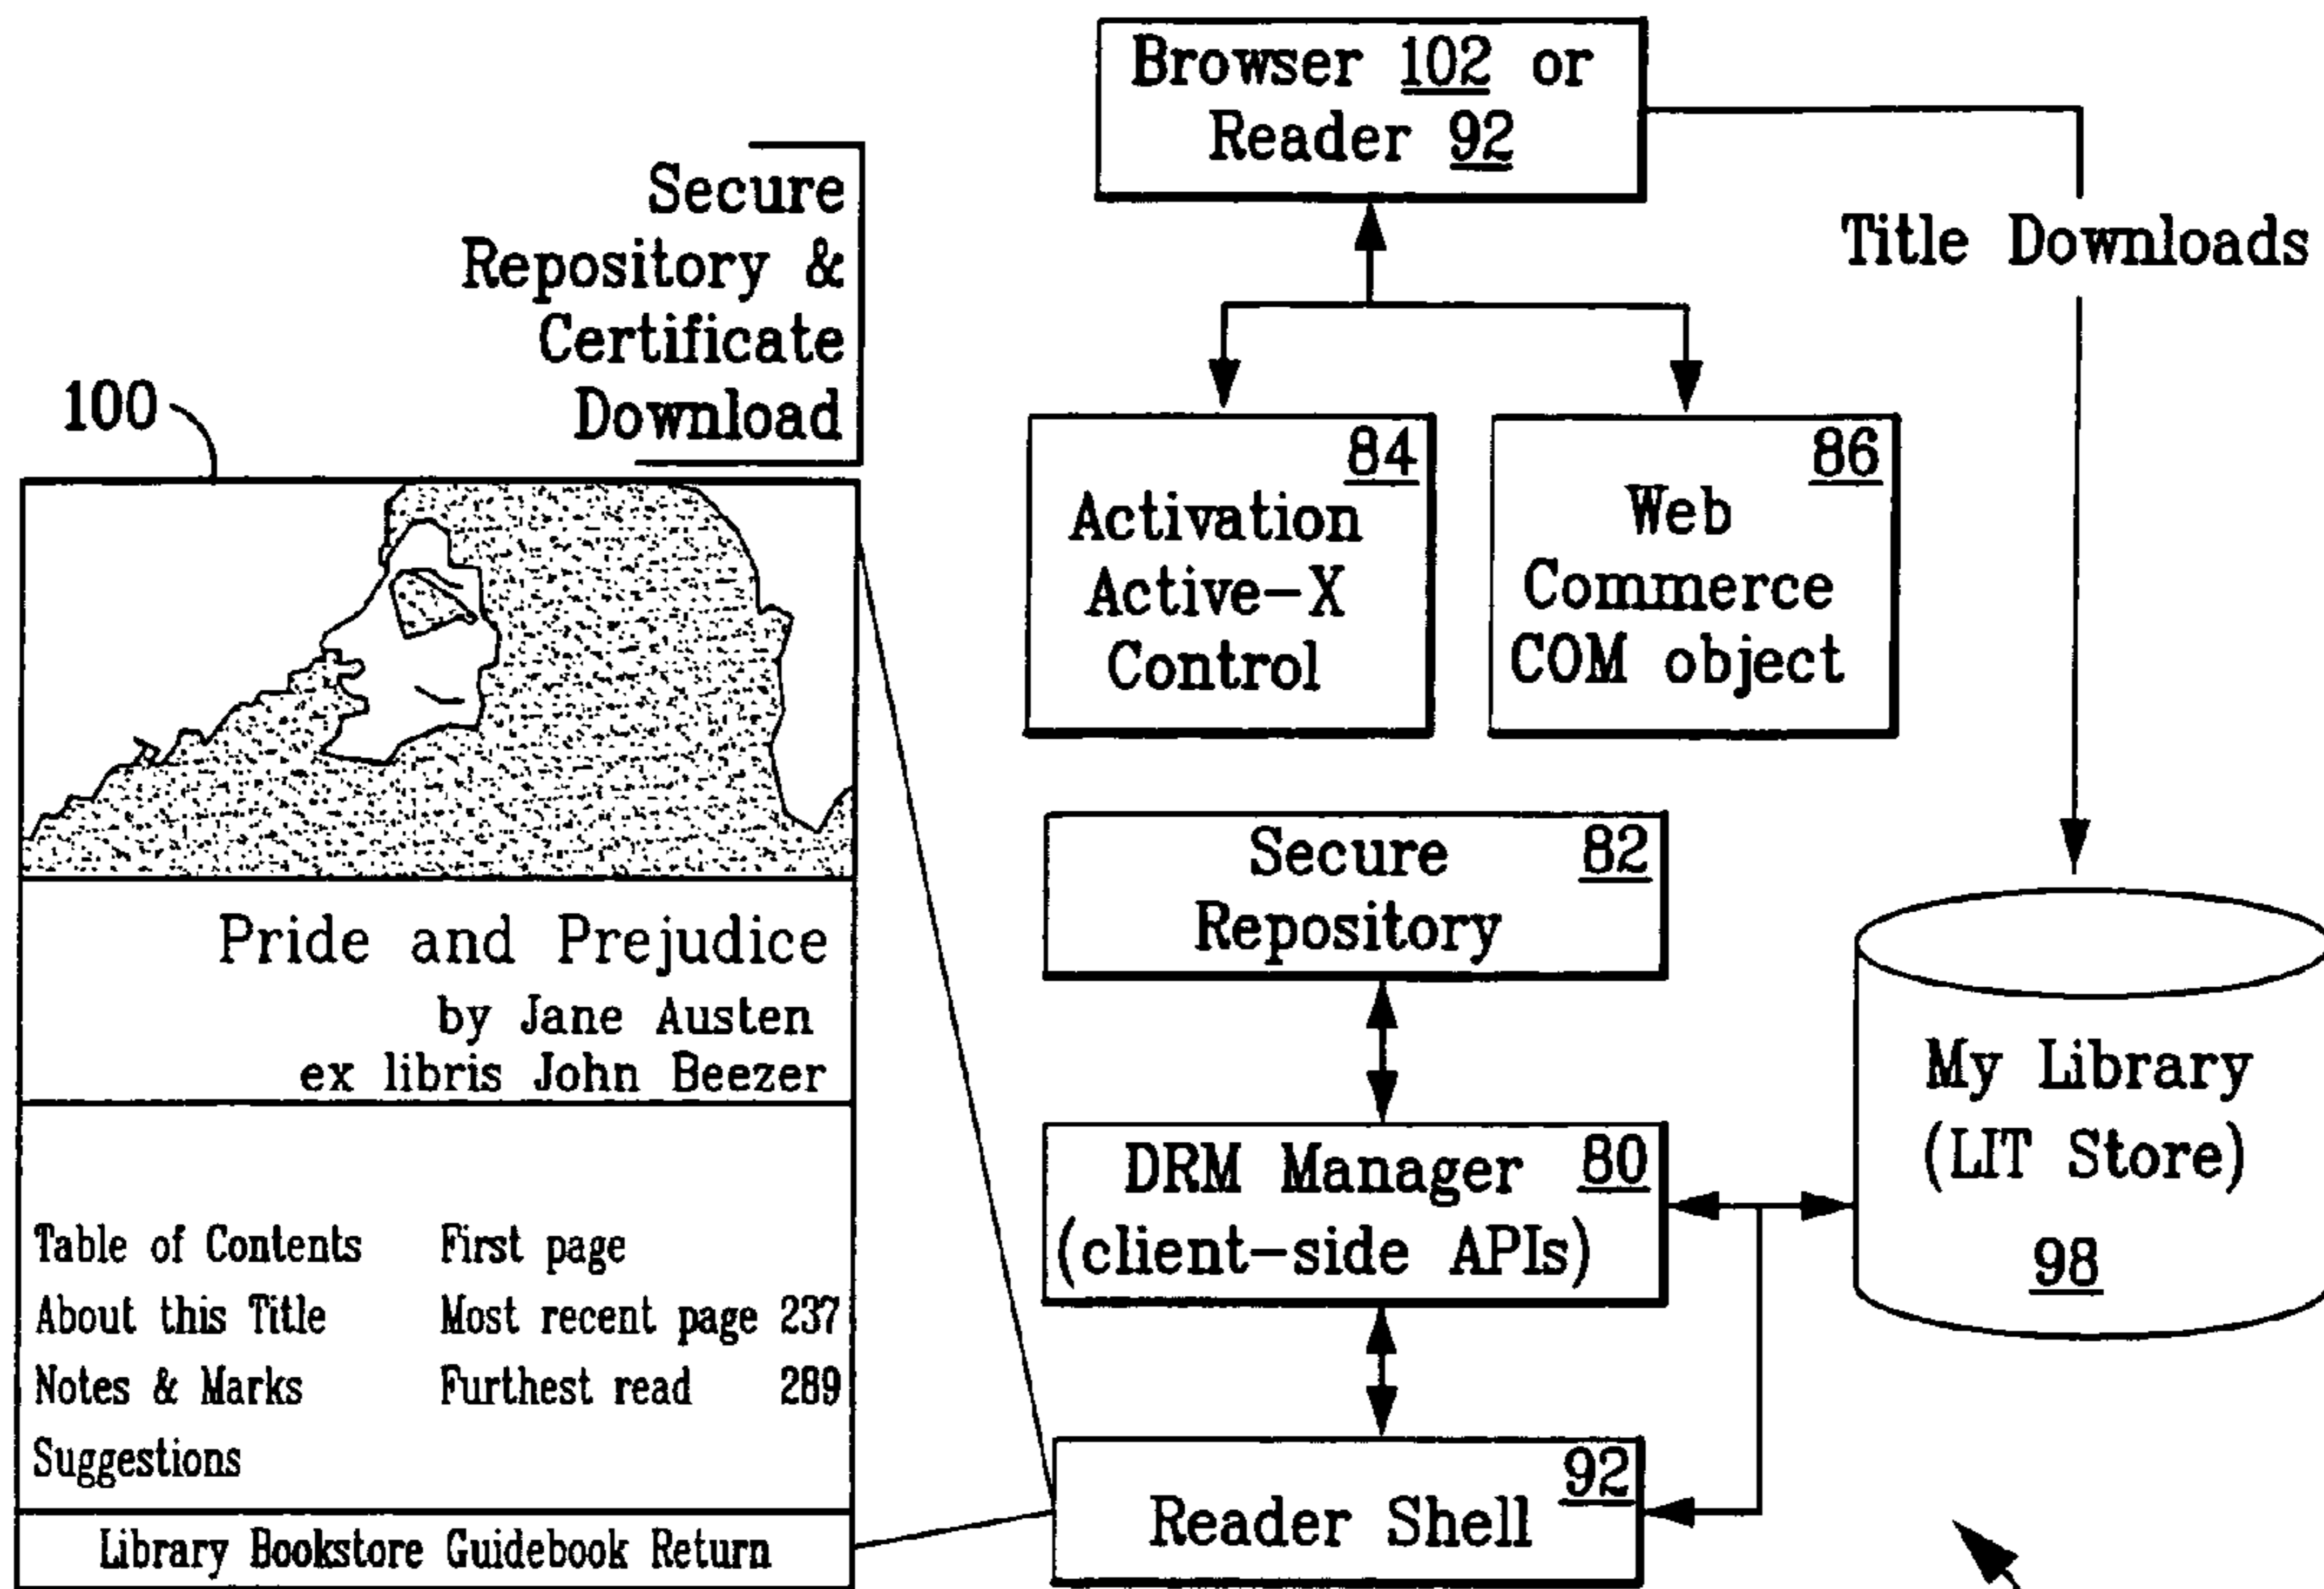 Browser 102 or
Reader 92
Title Downloads
Secure
Repository &
Certificate
Download
100
84
Activation
Active-X
Control
86
Web
Commerce
COM object
Secure 82
Repository
Pride and Prejudice
by Jane Austen
ex libris John Beezer
DRM Manager 80
(client-side APIs)
My Library
(LIT Store)
98
Table of Contents First page
About this Title Most recent page 237
Notes & Marks Furthest read 289
Suggestions
Library Bookstore Guidebook Return
92
Reader Shell